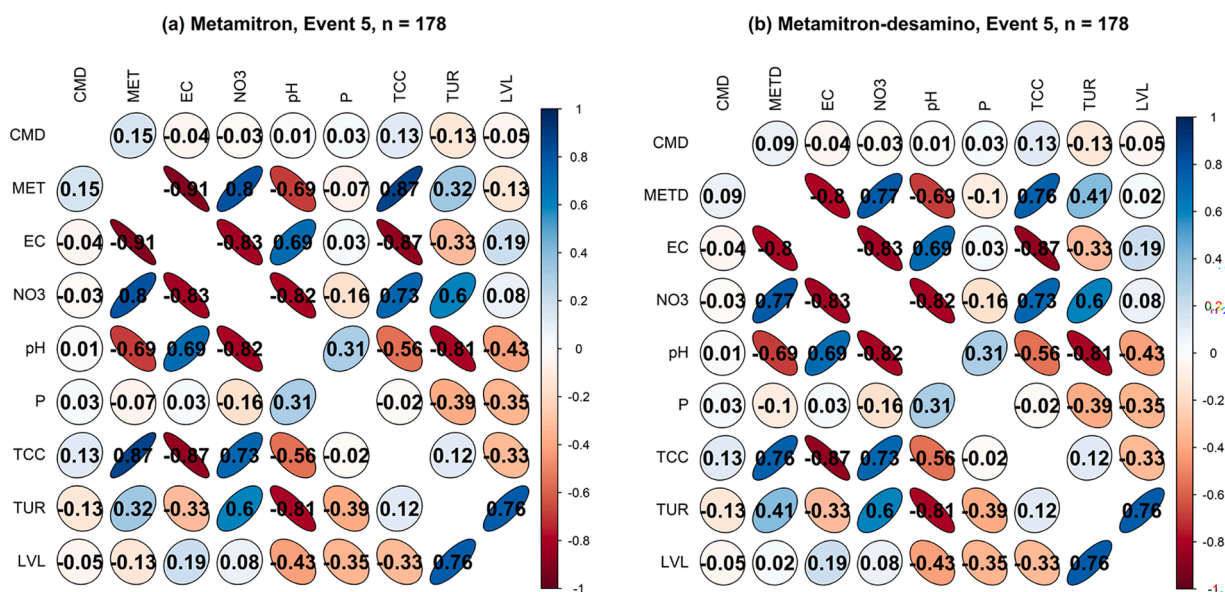 (a) Metamitron, Event 5, n = 178
CMD MET EC NO3 pH P TCC TUR LVL
CMD 0.15 -0.04 -0.03 0.01 0.03 0.13 -0.13 -0.05
MET 0.15 -0.91 0.8 -0.69 -0.07 0.87 0.32 -0.13
EC -0.04 -0.91 -0.83 0.69 0.03 -0.87 -0.33 0.19
NO3 -0.03 0.8 -0.83 -0.82 -0.16 0.73 0.6 0.08
pH 0.01 -0.69 0.69 -0.82 0.31 -0.56 -0.81 -0.43
P 0.03 -0.07 0.03 -0.16 0.31 -0.02 -0.39 -0.35
TCC 0.13 0.87 -0.87 0.73 -0.56 -0.02 0.12 -0.33
TUR -0.13 0.32 -0.33 0.6 -0.81 -0.39 0.12 0.76
LVL -0.05 -0.13 0.19 0.08 -0.43 -0.35 -0.33 0.76
1
0.8
0.6
0.4
0.2
0
-0.2
-0.4
-0.6
-0.8
-1
(b) Metamitron-desamino, Event 5, n = 178
CMD METD EC NO3 pH P TCC TUR LVL
CMD 0.09 -0.04 -0.03 0.01 0.03 0.13 -0.13 -0.05
METD 0.09 -0.8 0.77 -0.69 -0.1 0.76 0.41 0.02
EC -0.04 -0.8 -0.83 0.69 0.03 -0.87 -0.33 0.19
NO3 -0.03 0.77 -0.83 -0.82 -0.16 0.73 0.6 0.08
pH 0.01 -0.69 0.69 -0.82 0.31 -0.56 -0.81 -0.43
P 0.03 -0.1 0.03 -0.16 0.31 -0.02 -0.39 -0.35
TCC 0.13 0.76 -0.87 0.73 -0.56 -0.02 0.12 -0.33
TUR -0.13 0.41 -0.33 0.6 -0.81 -0.39 0.12 0.76
LVL -0.05 0.02 0.19 0.08 -0.43 -0.35 -0.33 0.76
1
0.8
0.6
0.4
0
-0.2
-0.4
-0.6
-0.8
-1